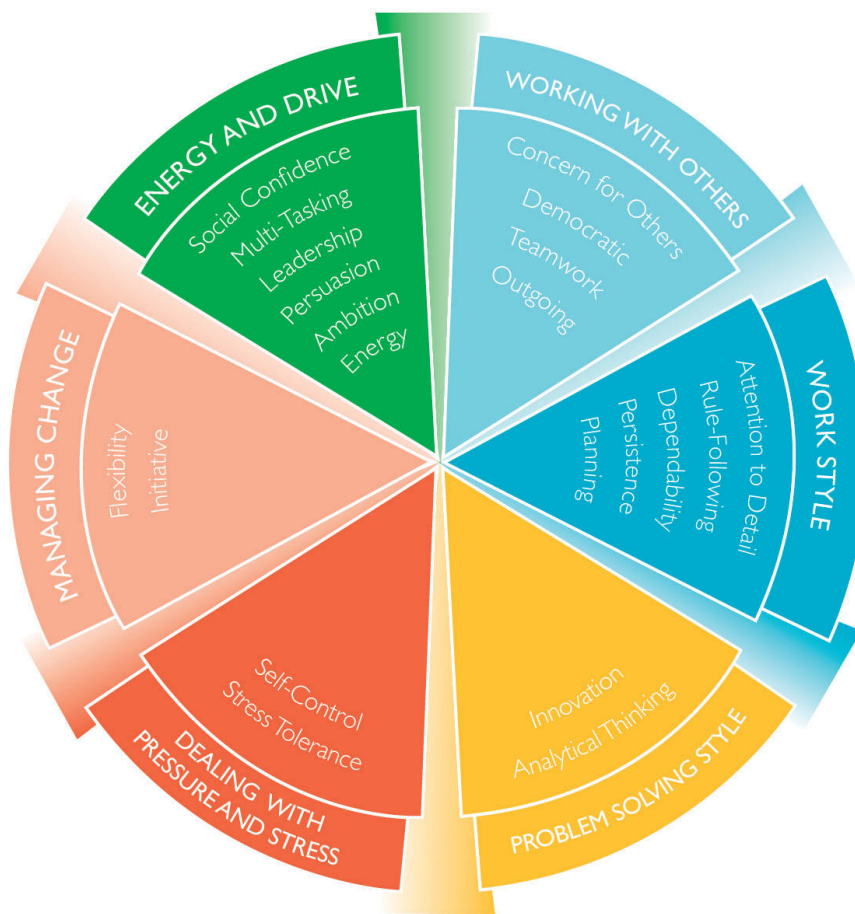 ENERGY AND DRIVE
Social Confidence
Multi-Tasking
Leadership
Persuasion
Ambition
Energy
WORKING WITH OTHERS
Concern for Others
Democratic
Teamwork
Outgoing
WORK STYLE
Attention to Detail
Rule-Following
Dependability
Persistence
Planning
PROBLEM SOLVING STYLE
Innovation
Analytical Thinking
DEALING WITH
PRESSURE AND STRESS
Self-Control
Stress Tolerance
MANAGING CHANGE
Flexibility
Initiative